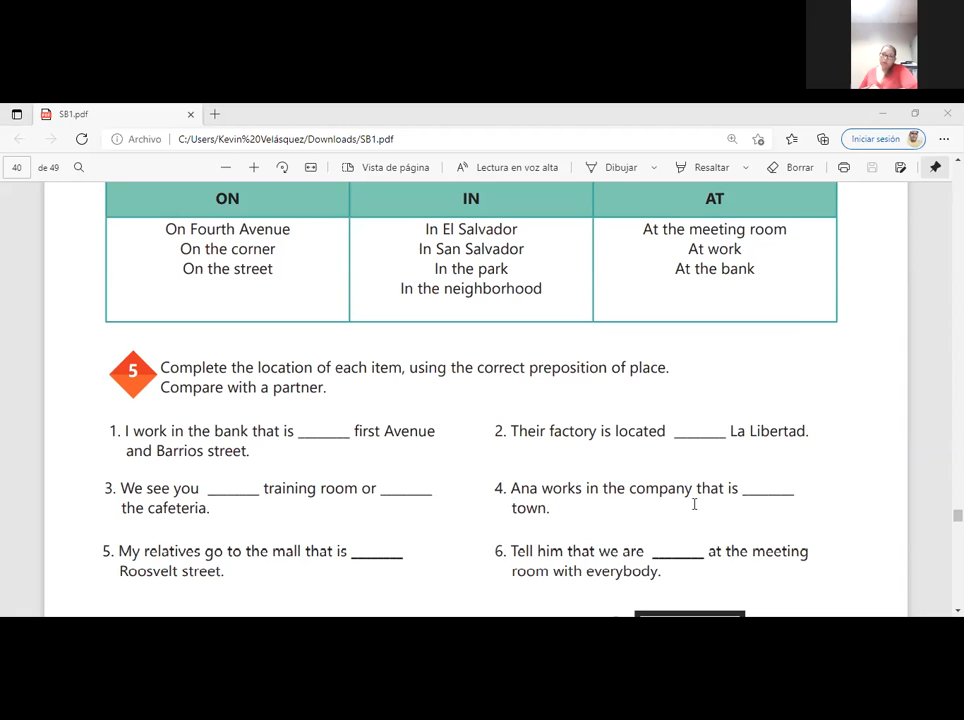 SB1.pdf
Archivo
C:/Users/Kevin%20Velásquez/Downloads/SB1.pdf
Iniciar sesión
40
de 49
Vista de página
Lectura en voz alta
Dibujar
Resaltar
Borrar
ON
IN
AT
On Fourth Avenue
On the corner
On the street
In El Salvador
In San Salvador
In the park
In the neighborhood
At the meeting room
At work
At the bank
5
Complete the location of each item, using the correct preposition of place.
Compare with a partner.
1. I work in the bank that is ______ first Avenue
and Barrios street.
2. Their factory is located ______ La Libertad.
3. We see you ______ training room or ______
the cafeteria.
4. Ana works in the company that is ______
town.
5. My relatives go to the mall that is ______
Roosvelt street.
6. Tell him that we are ______ at the meeting
room with everybody.